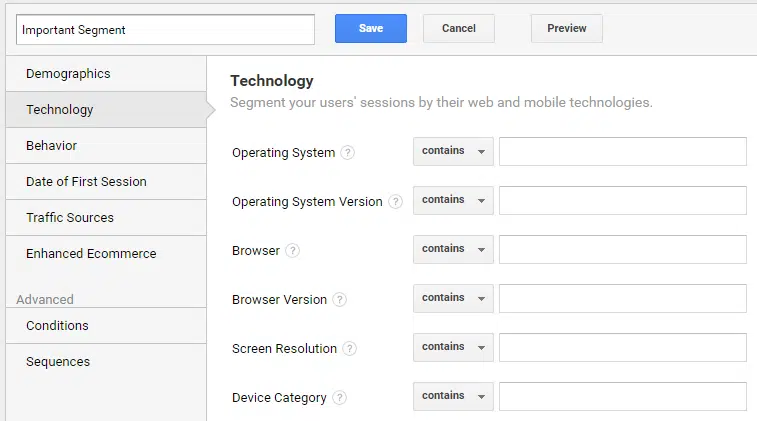 Important Segment
Save
Cancel
Preview
Demographics
Technology
Behavior
Date of First Session
Traffic Sources
Enhanced Ecommerce
Advanced
Conditions
Sequences
Technology
Segment your users' sessions by their web and mobile technologies.
Operating System ? contains
Operating System Version ? contains
Browser ? contains
Browser Version ? contains
Screen Resolution ? contains
Device Category ? contains